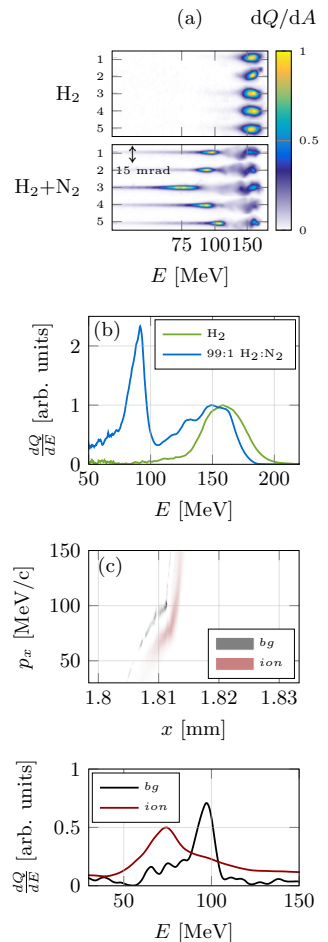 (a) dQ/dA
H₂
1
2
3
4
5
1
0.5
0
H₂+N₂
1
2
3
4
5
15 mrad
75 100 150
E [MeV]
(b)
H₂
99:1 H₂:N₂
dQ/dE [arb. units]
2
1
0
50 100 150 200
E [MeV]
(c)
pₓ [MeV/c]
150
100
50
bg
ion
1.8 1.81 1.82 1.83
x [mm]
bg
ion
dQ/dE [arb. units]
1
0.5
0
50 100 150
E [MeV]